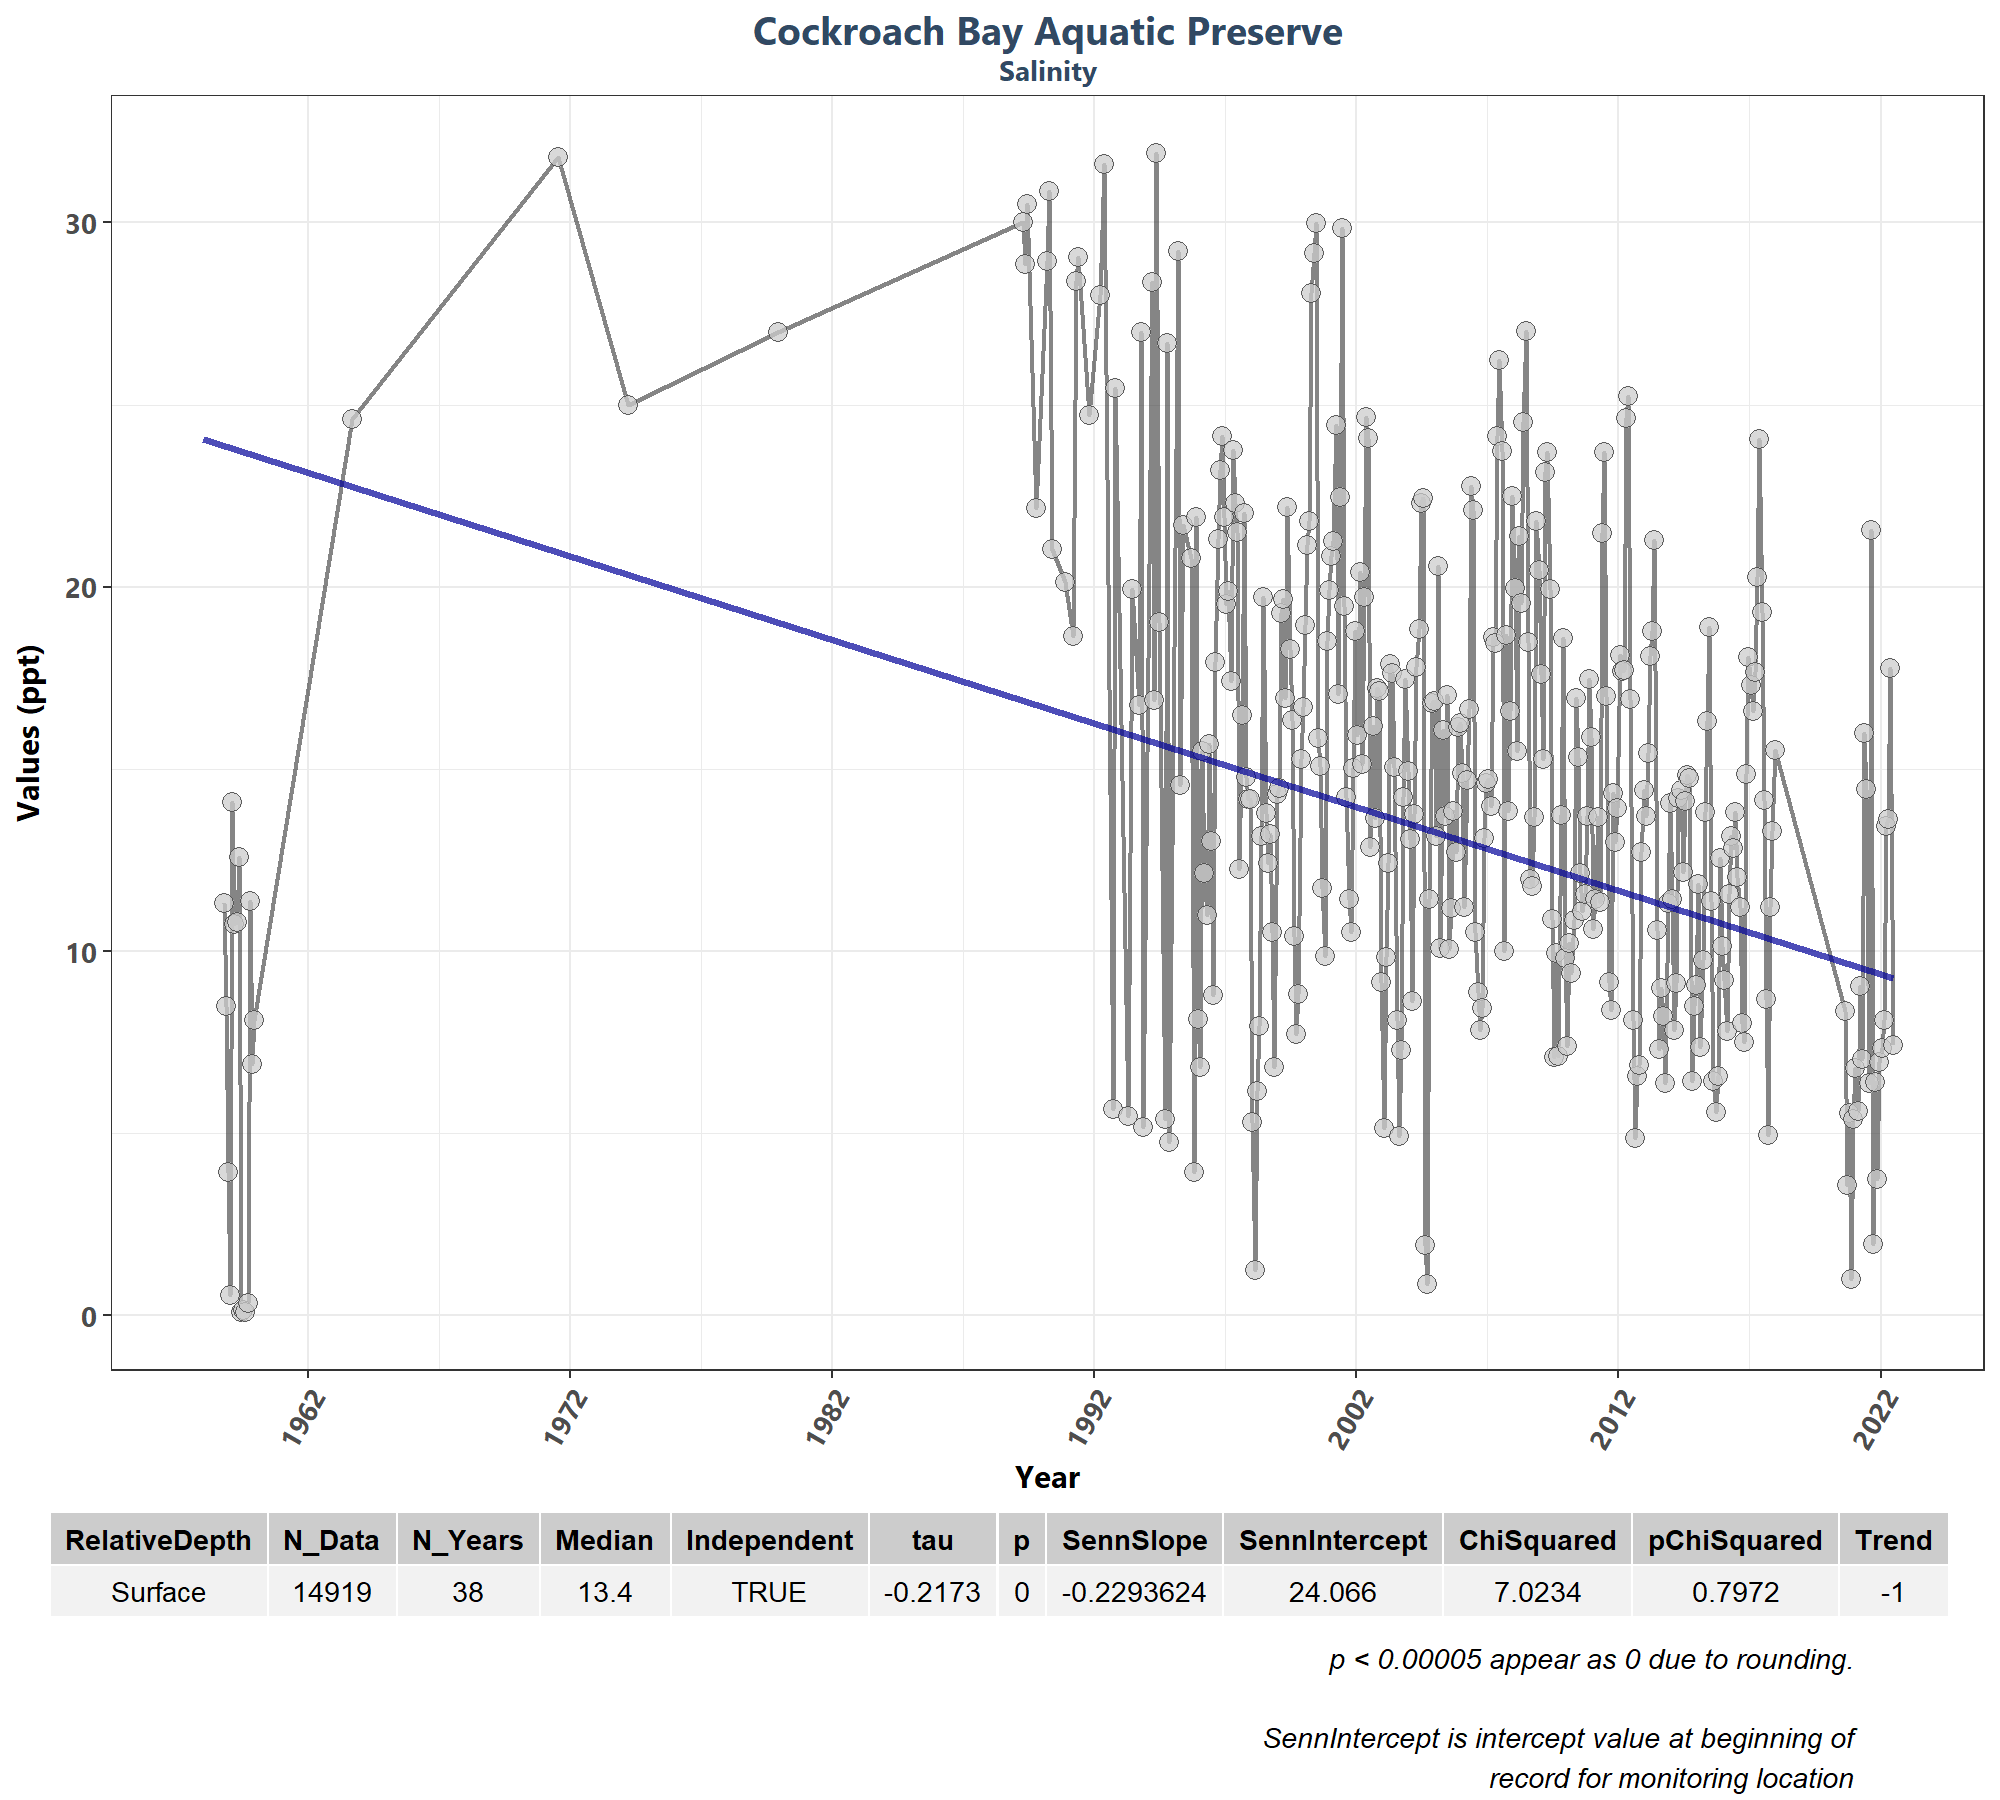 Cockroach Bay Aquatic Preserve
Salinity
Values (ppt)
30
20
10
0
1962 1972 1982 1992 2002 2012 2022
Year
RelativeDepth N_Data N_Years Median Independent tau p SennSlope SennIntercept ChiSquared pChiSquared Trend
Surface 14919 38 13.4 TRUE -0.2173 0 -0.2293624 24.066 7.0234 0.7972 -1
p < 0.00005 appear as 0 due to rounding.
SennIntercept is intercept value at beginning of
record for monitoring location